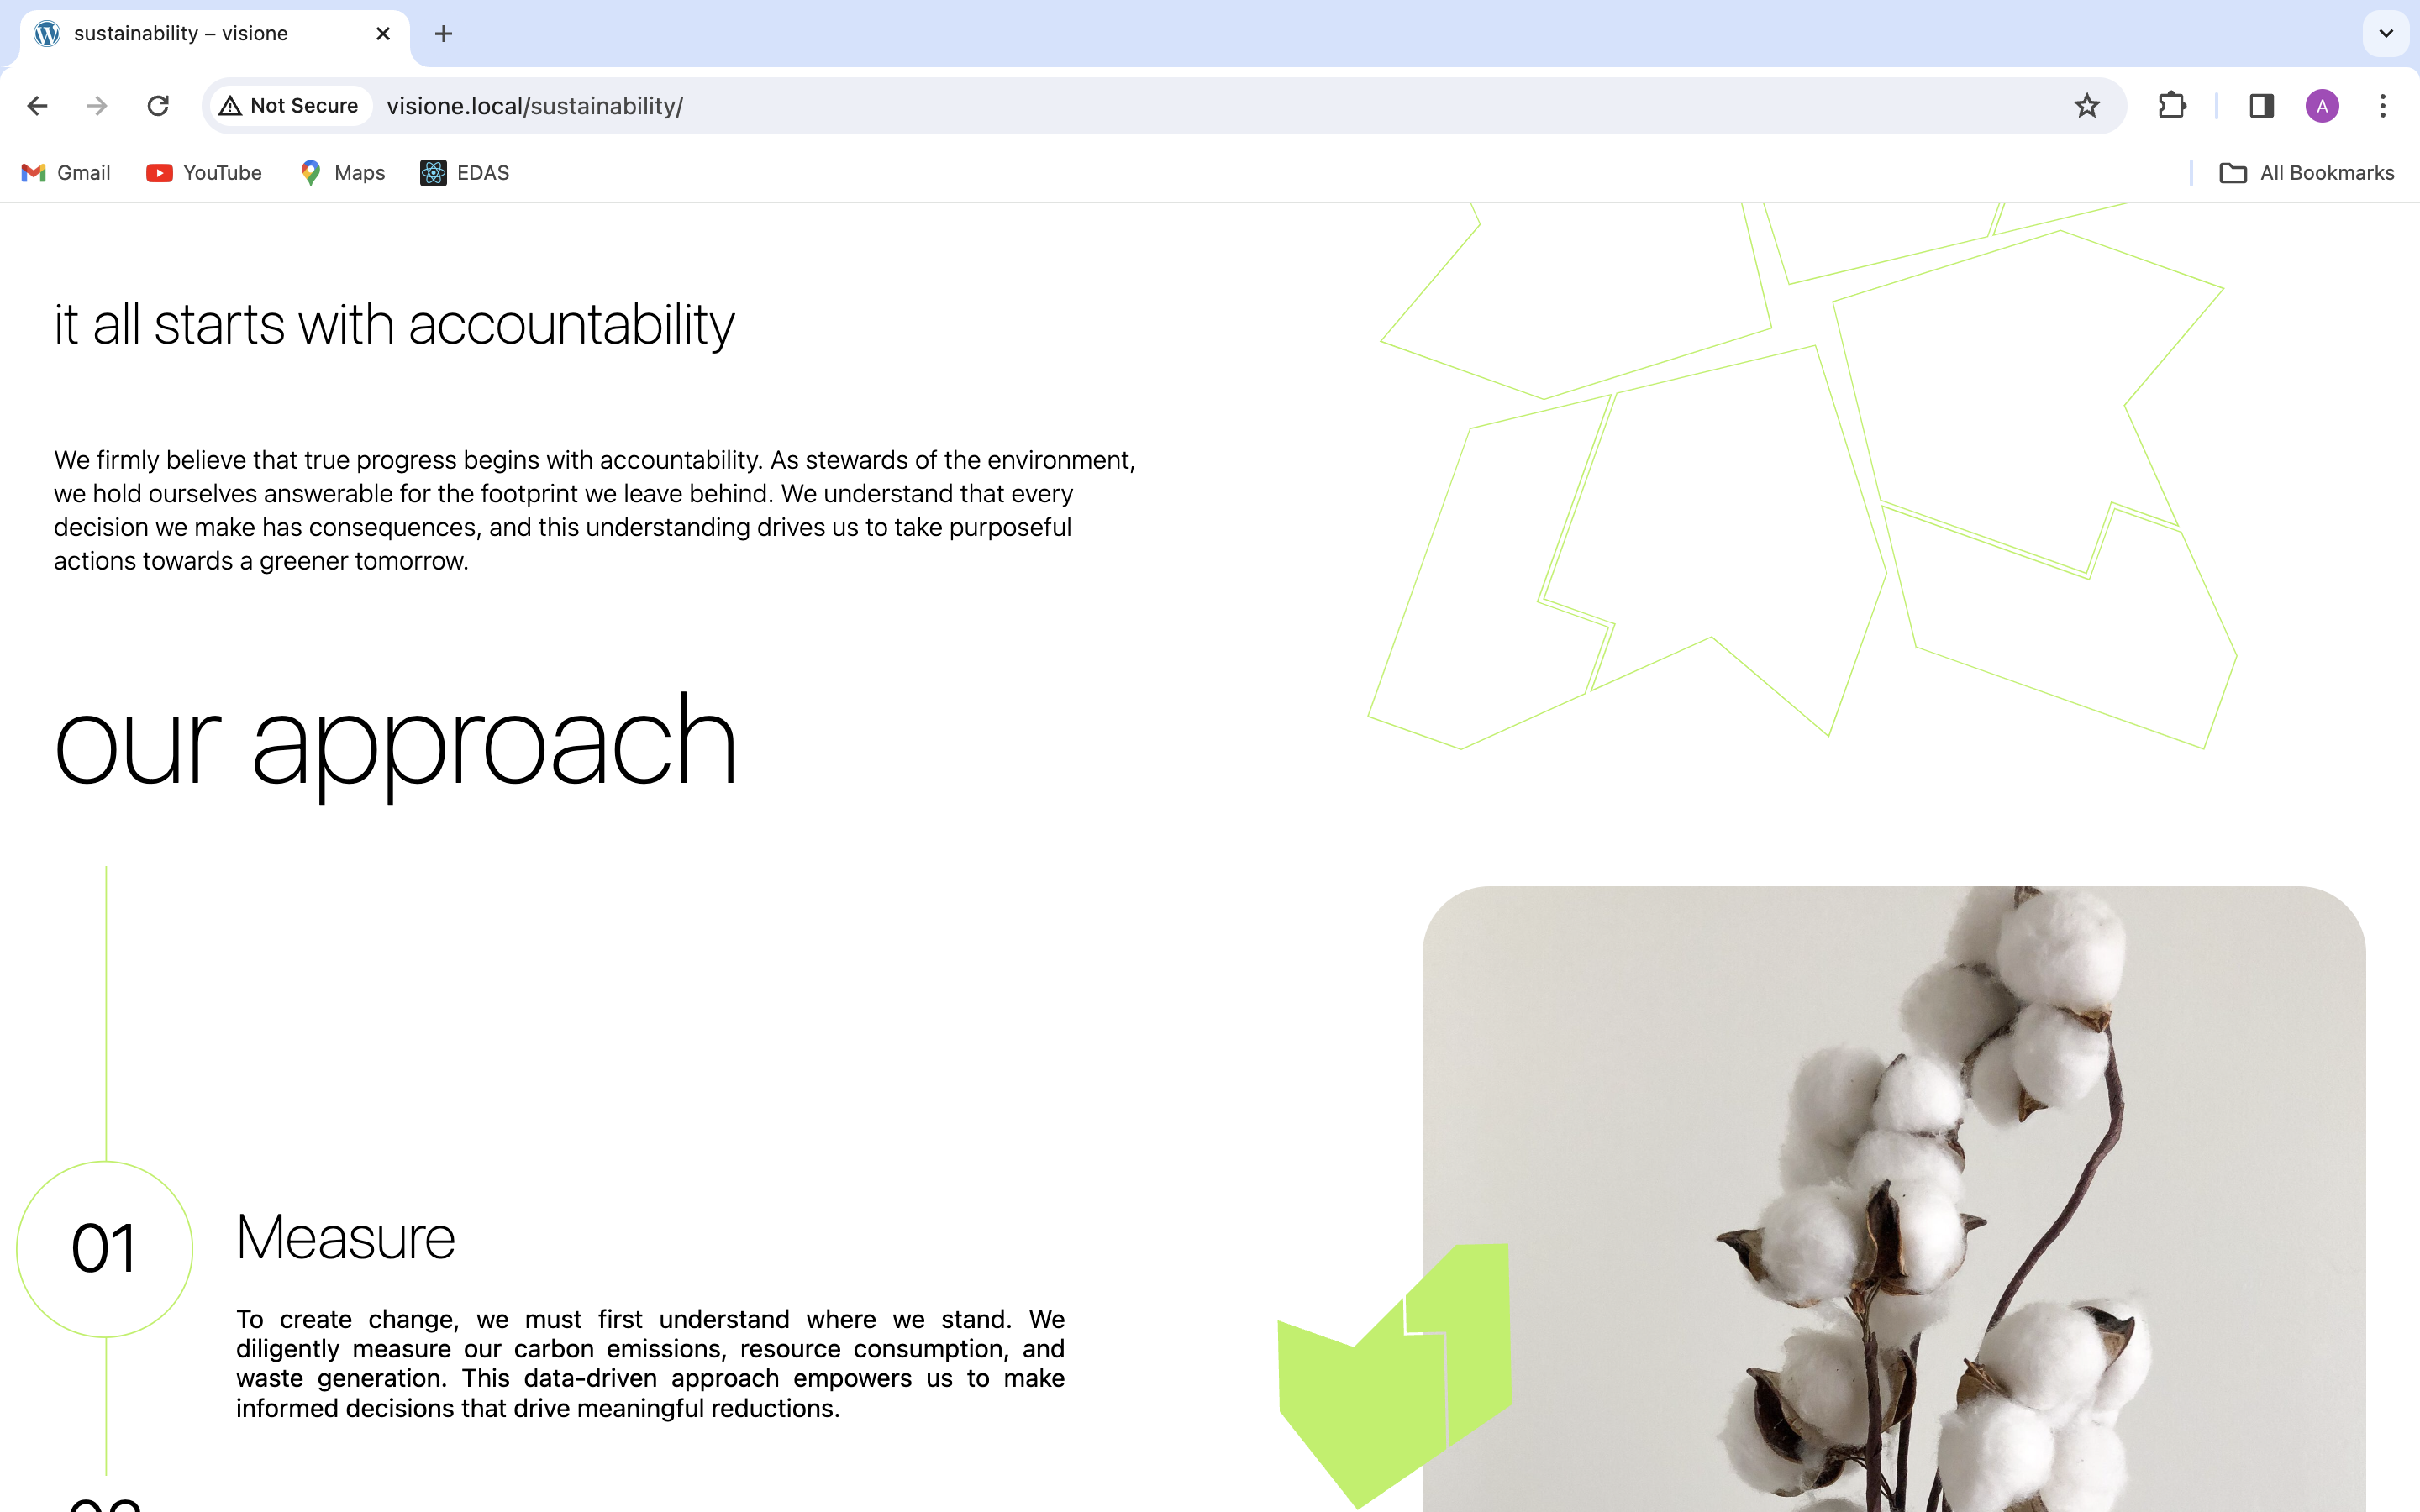 sustainability – visione
Not Secure
visione.local/sustainability/
A
Gmail
YouTube
Maps
EDAS
All Bookmarks
it all starts with accountability
We firmly believe that true progress begins with accountability. As stewards of the environment,
we hold ourselves answerable for the footprint we leave behind. We understand that every
decision we make has consequences, and this understanding drives us to take purposeful
actions towards a greener tomorrow.
our approach
01
Measure
To create change, we must first understand where we stand. We
diligently measure our carbon emissions, resource consumption, and
waste generation. This data-driven approach empowers us to make
informed decisions that drive meaningful reductions.